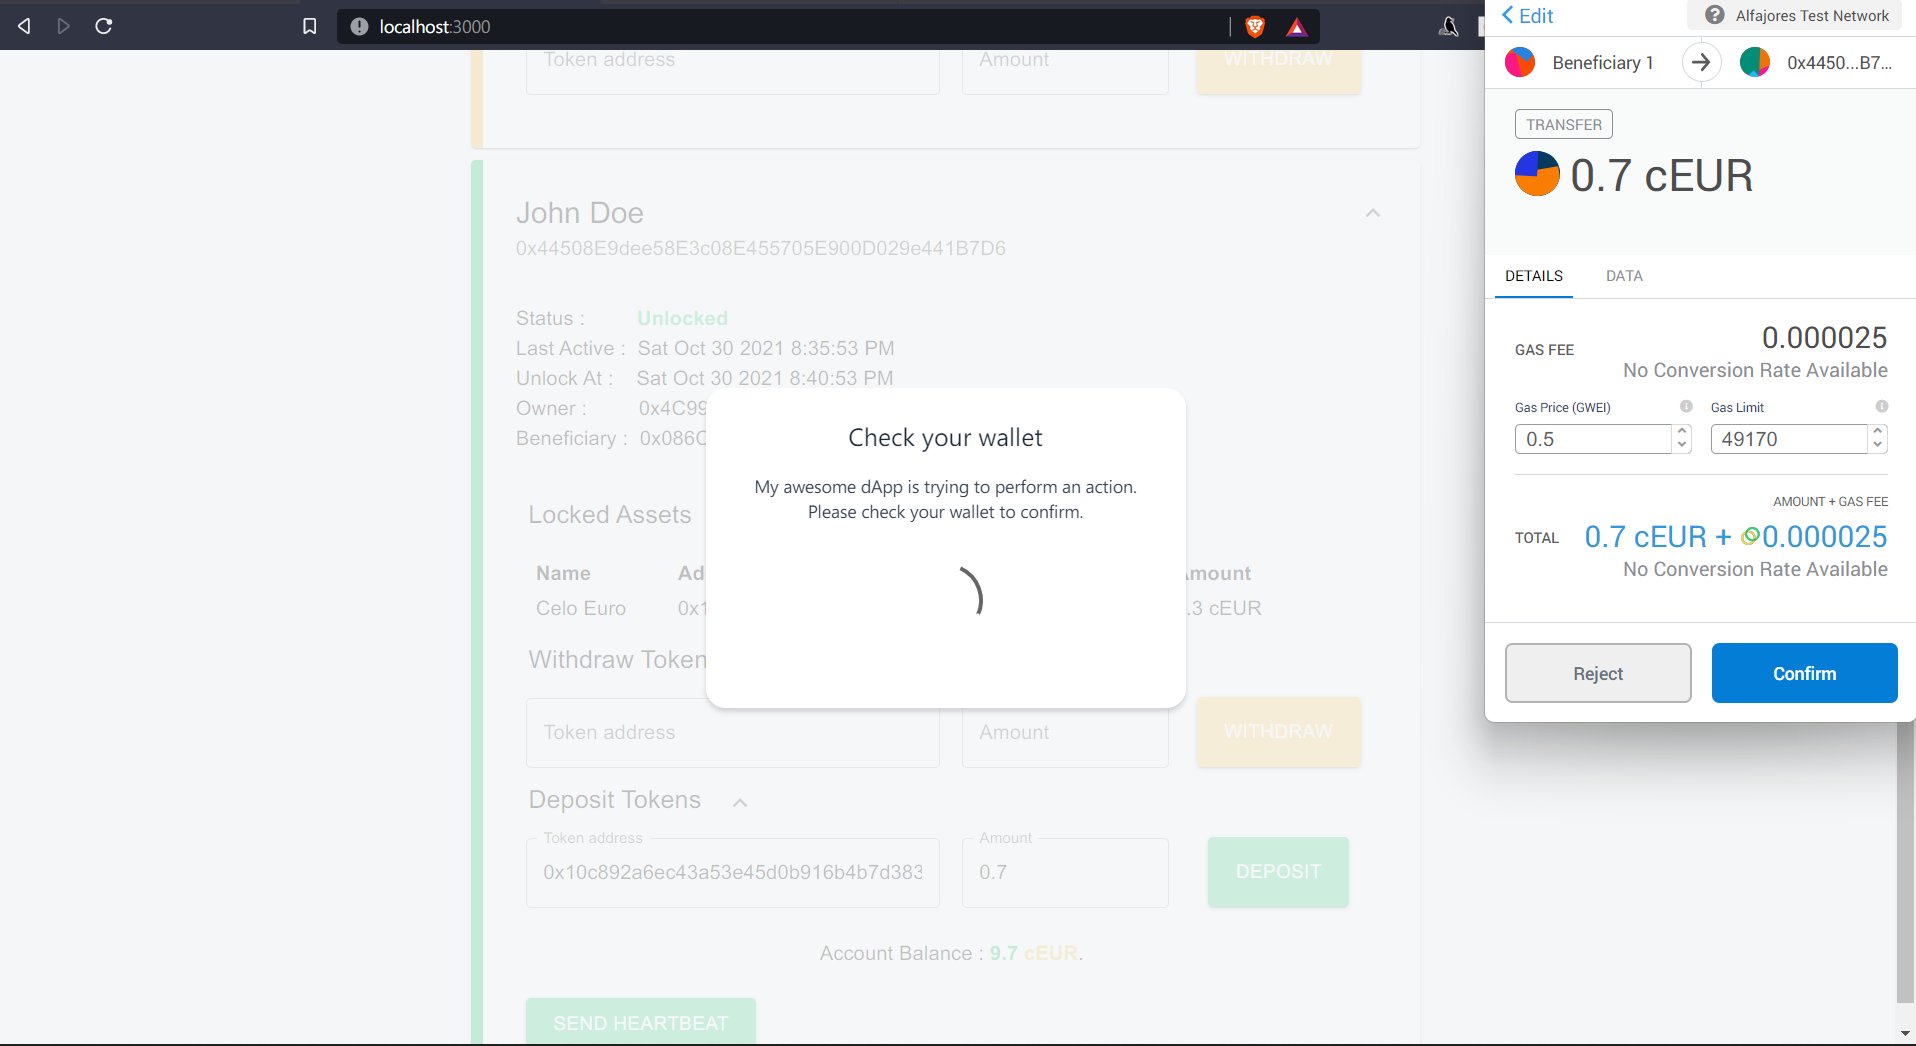 localhost:3000
Token address
Amount
WITHDRAW
John Doe
0x44508E9dee58E3c08E455705E900D029e441B7D6
Status : Unlocked
Last Active : Sat Oct 30 2021 8:35:53 PM
Unlock At : Sat Oct 30 2021 8:40:53 PM
Owner : 0x4C99
Beneficiary : 0x086C
Locked Assets
Name Ad mount
Celo Euro 0x1 .3 cEUR
Withdraw Token
Token address
Amount
WITHDRAW
Deposit Tokens
Token address
Amount
0x10c892a6ec43a53e45d0b916b4b7d383
0.7
DEPOSIT
Account Balance : 9.7 cEUR.
SEND HEARTBEAT
Check your wallet
My awesome dApp is trying to perform an action.
Please check your wallet to confirm.
Edit
Alfajores Test Network
Beneficiary 1
0x4450...B7...
TRANSFER
0.7 cEUR
DETAILS
DATA
GAS FEE
0.000025
No Conversion Rate Available
Gas Price (GWEI)
Gas Limit
0.5
49170
AMOUNT + GAS FEE
TOTAL
0.7 cEUR + 0.000025
No Conversion Rate Available
Reject
Confirm